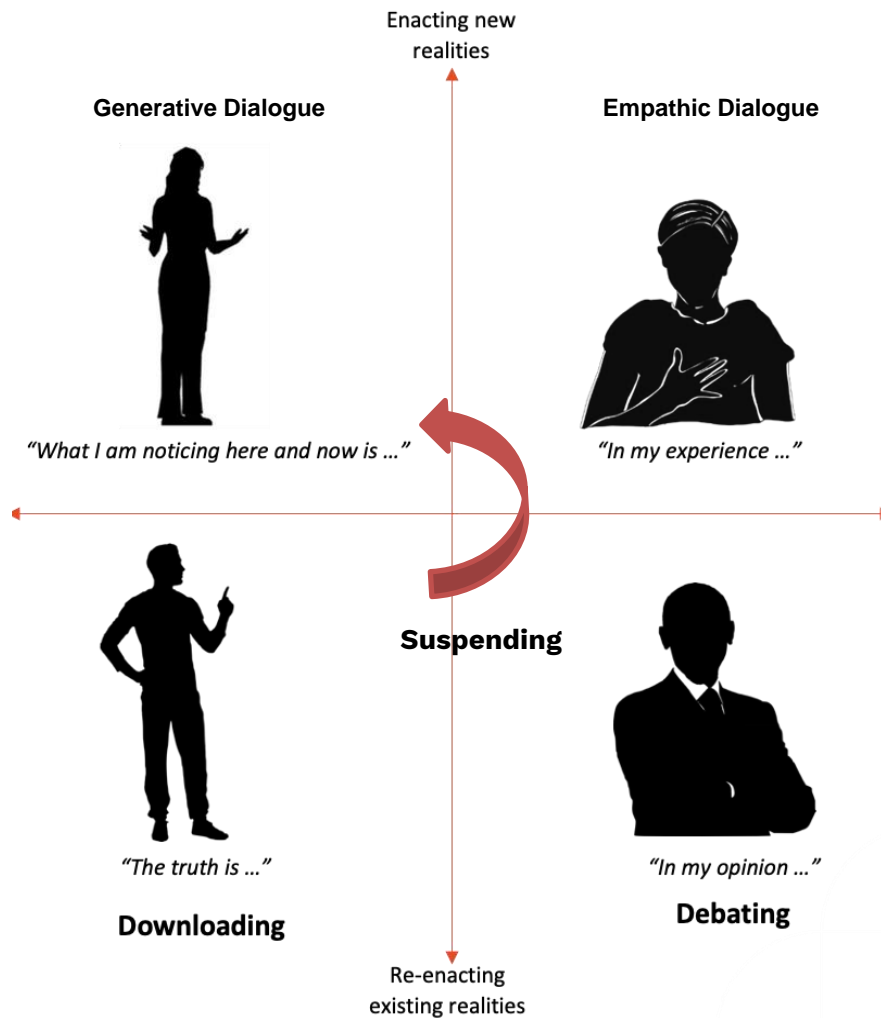 Enacting new
realities
Generative Dialogue
Empathic Dialogue
“What I am noticing here and now is ...”
“In my experience ...”
Suspending
“The truth is ...”
“In my opinion ...”
Downloading
Debating
Re-enacting
existing realities